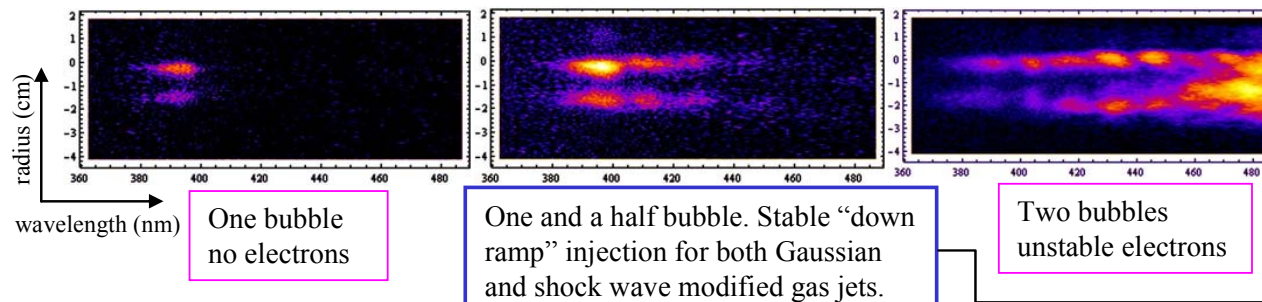 2
1
0
-1
-2
-3
-4
360 380 400 420 440 460 480
2
1
0
-1
-2
-3
-4
360 380 400 420 440 460 480
2
1
0
-1
-2
-3
-4
360 380 400 420 440 460 480
radius (cm)
wavelength (nm)
One bubble
no electrons
One and a half bubble. Stable “down
ramp” injection for both Gaussian
and shock wave modified gas jets.
Two bubbles
unstable electrons